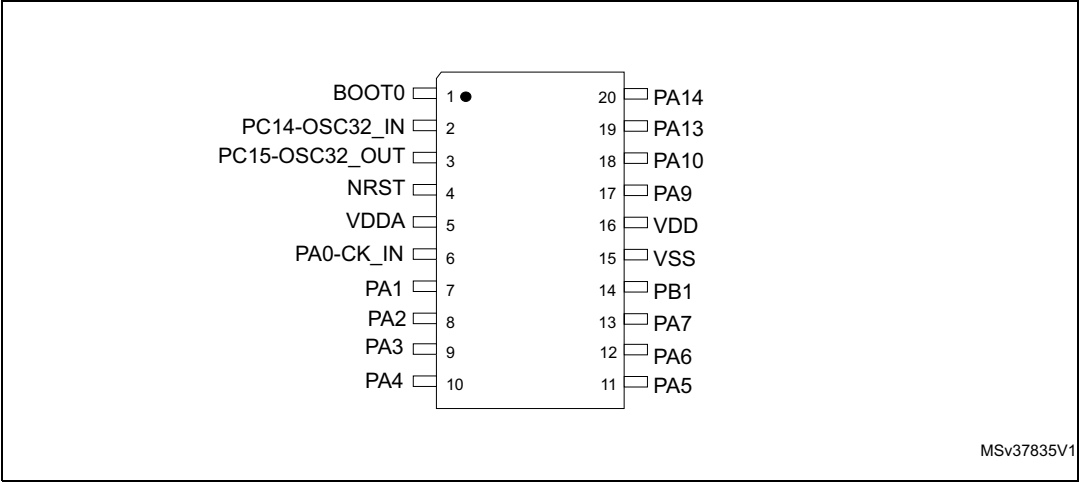 BOOT0 1 20 PA14
PC14-OSC32_IN 2 19 PA13
PC15-OSC32_OUT 3 18 PA10
NRST 4 17 PA9
VDDA 5 16 VDD
PA0-CK_IN 6 15 VSS
PA1 7 14 PB1
PA2 8 13 PA7
PA3 9 12 PA6
PA4 10 11 PA5
MSv37835V1